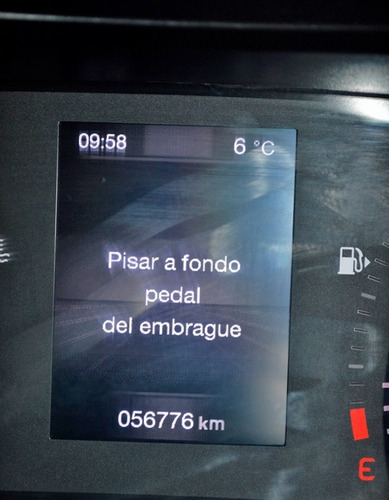 09:58 6 °C
Pisar a fondo
pedal
del embrague
056776 km
E